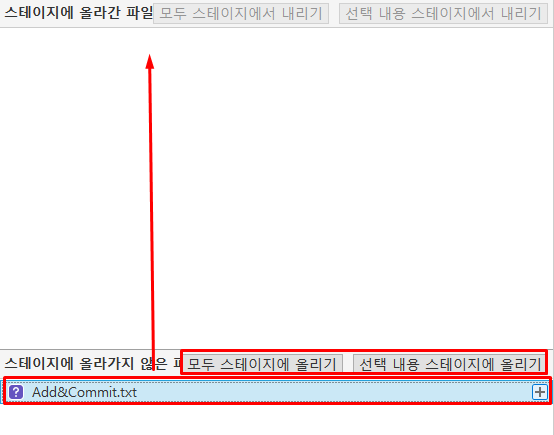 스테이지에 올라간 파일 모두 스테이지에서 내리기 선택 내용 스테이지에서 내리기
스테이지에 올라가지 않은 파 모두 스테이지에 올리기 선택 내용 스테이지에 올리기
? Add&Commit.txt +